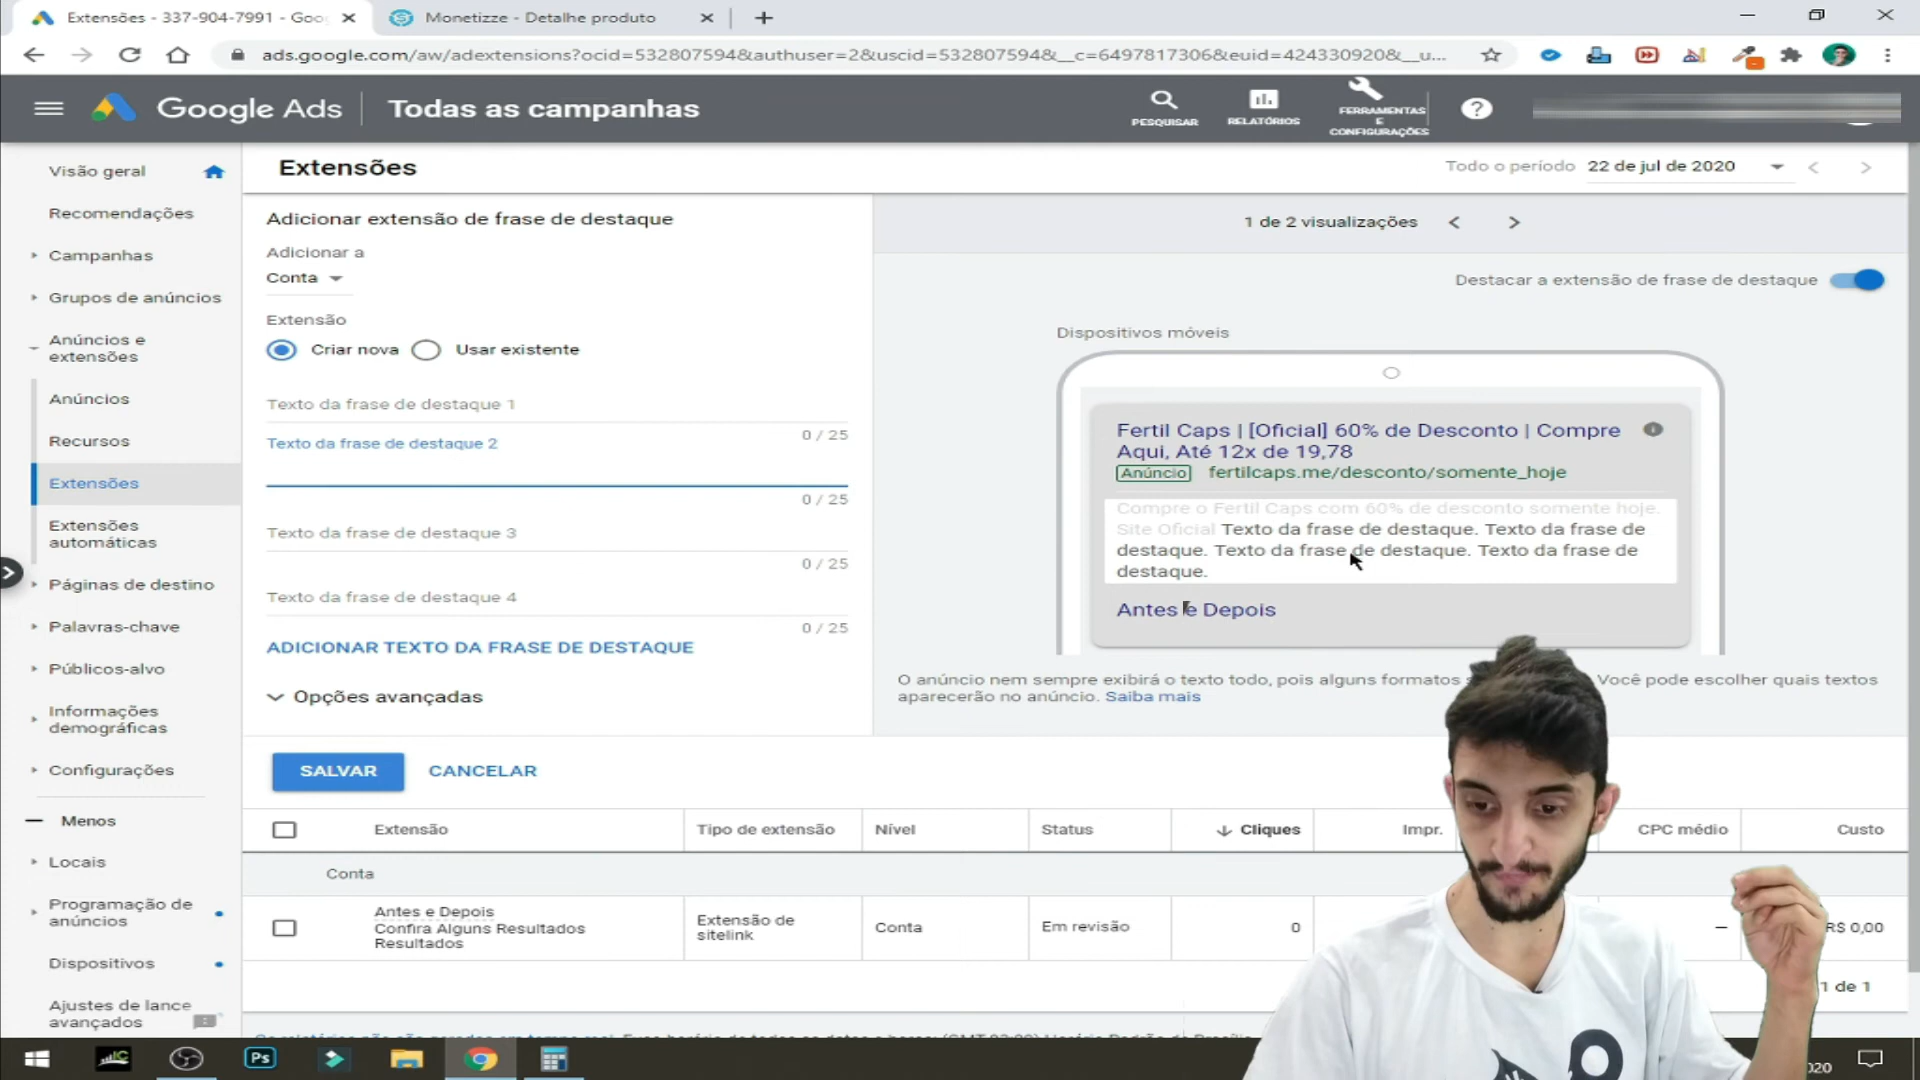 Extensões - 337-904-7991 - Goo
Monetizze - Detalhe produto
ads.google.com/aw/adextensions?ocid=532807594&authuser=2&uscid=532807594&__c=6497817306&euid=424330920&__u...
Google Ads
Todas as campanhas
PESQUISAR
RELATÓRIOS
FERRAMENTAS
E
CONFIGURAÇÕES
Visão geral
Recomendações
Campanhas
Grupos de anúncios
Anúncios e
extensões
Anúncios
Recursos
Extensões
Extensões
automáticas
Páginas de destino
Palavras-chave
Públicos-alvo
Informações
demográficas
Configurações
Menos
Locais
Programação de
anúncios
Dispositivos
Ajustes de lance
avançados
Extensões
Todo o período
22 de jul de 2020
Adicionar extensão de frase de destaque
Adicionar a
Conta
Extensão
Criar nova
Usar existente
Texto da frase de destaque 1
0 / 25
Texto da frase de destaque 2
0 / 25
Texto da frase de destaque 3
0 / 25
Texto da frase de destaque 4
0 / 25
ADICIONAR TEXTO DA FRASE DE DESTAQUE
Opções avançadas
1 de 2 visualizações
Destacar a extensão de frase de destaque
Dispositivos móveis
Fertil Caps | [Oficial] 60% de Desconto | Compre
Aqui, Até 12x de 19,78
Anúncio fertilcaps.me/desconto/somente_hoje
Compre o Fertil Caps com 60% de desconto somente hoje.
Site Oficial Texto da frase de destaque. Texto da frase de
destaque. Texto da frase de destaque. Texto da frase de
destaque.
Antes e Depois
O anúncio nem sempre exibirá o texto todo, pois alguns formatos Você pode escolher quais textos
aparecerão no anúncio. Saiba mais
SALVAR
CANCELAR
Extensão
Tipo de extensão
Nível
Status
Cliques
Impr.
CPC médio
Custo
Conta
Antes e Depois
Confira Alguns Resultados
Resultados
Extensão de
sitelink
Conta
Em revisão
0
–
R$ 0,00
1 de 1
Ps